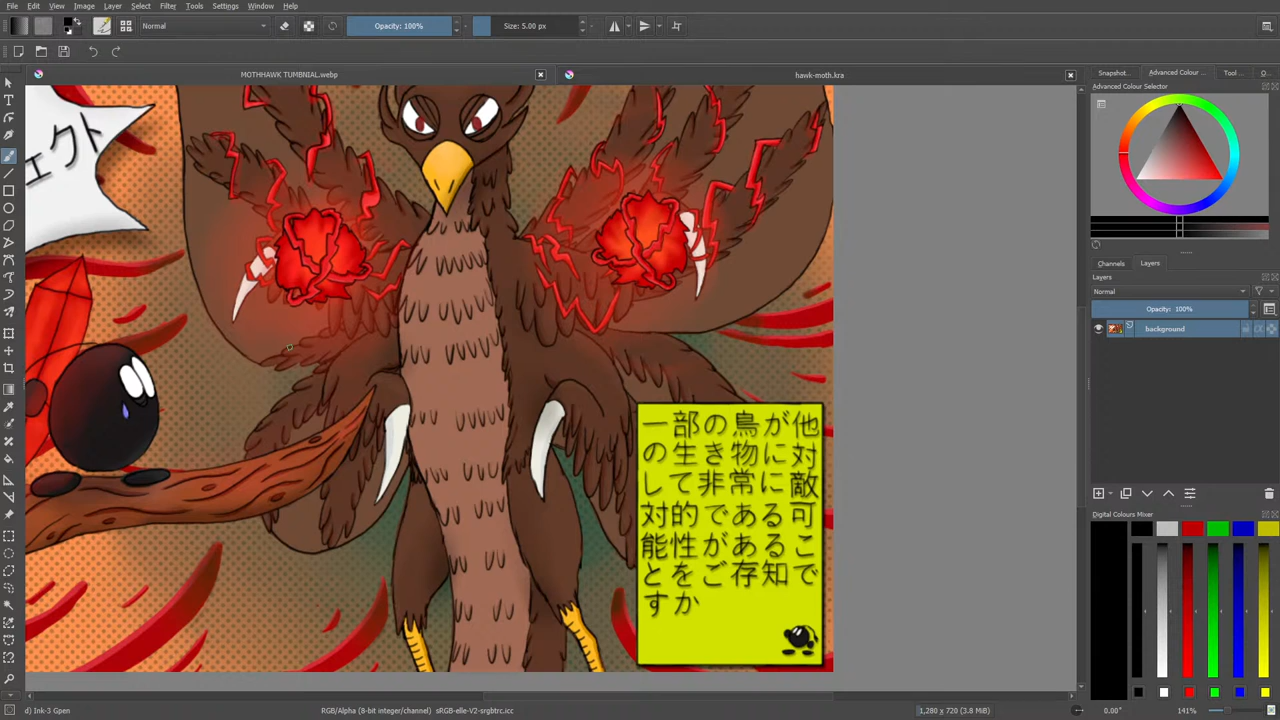 File Edit View Image Layer Select Filter Tools Settings Window Help
Normal Opacity: 100% Size: 5.00 px
MOTHHAWK TUMBNIAL.webp hawk-moth.kra
Snapshot... Advanced Colour ... Tool ... O...
Advanced Colour Selector
Channels Layers
Layers
Normal
Opacity: 100%
background
Digital Colours Mixer
ェクト
一部の鳥が他
の生き物に対
して非常に敵
対的である可
能性があるこ
とをご存知で
すか
d) Ink-3 Gpen RGB/Alpha (8-bit integer/channel) sRGB-elle-V2-srgbtrc.icc 1,280 x 720 (3.8 MiB) 0.00° 141%